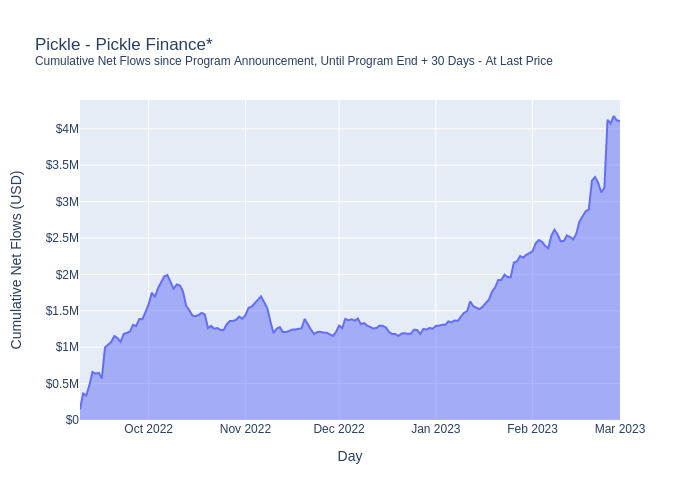 Pickle - Pickle Finance*
Cumulative Net Flows since Program Announcement, Until Program End + 30 Days - At Last Price
Cumulative Net Flows (USD)
$4M
$3.5M
$3M
$2.5M
$2M
$1.5M
$1M
$0.5M
$0
Oct 2022
Nov 2022
Dec 2022
Jan 2023
Feb 2023
Mar 2023
Day